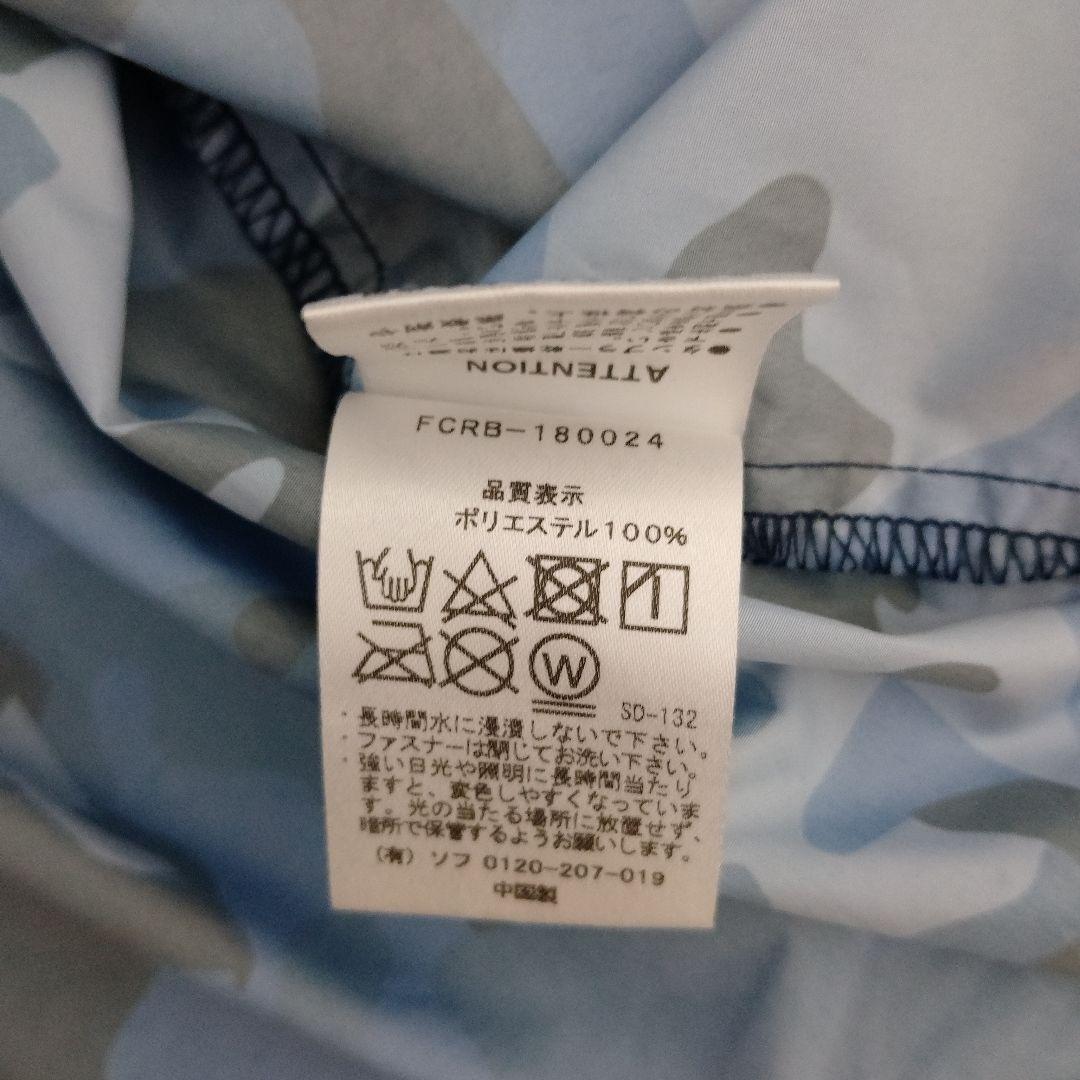 ATTENTION
FCRB-180024
品質表示
ポリエステル100%
W
SD-132
・長時間水に浸漬しないで下さい。
・ファスナーは閉じてお洗い下さい。
・強い日光や照明に長時間当たり
ますと、変色しやすくなっていま
す。光の当たる場所に放置せず、
暗所で保管するようお願いします。
(有) ソフ 0120-207-019
中国製